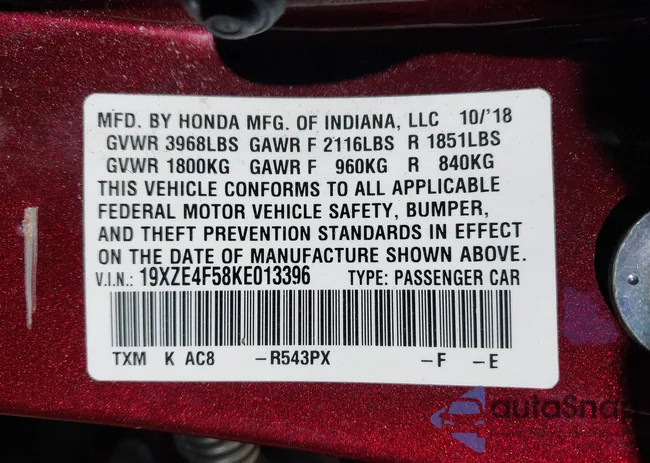 MFD. BY HONDA MFG. OF INDIANA, LLC 10/'18
GVWR 3968LBS GAWR F 2116LBS R 1851LBS
GVWR 1800KG GAWR F 960KG R 840KG
THIS VEHICLE CONFORMS TO ALL APPLICABLE
FEDERAL MOTOR VEHICLE SAFETY, BUMPER,
AND THEFT PREVENTION STANDARDS IN EFFECT
ON THE DATE OF MANUFACTURE SHOWN ABOVE.
V.I.N.: 19XZE4F58KE013396 TYPE: PASSENGER CAR
TXM K AC8 -R543PX -F -E
autoSnap